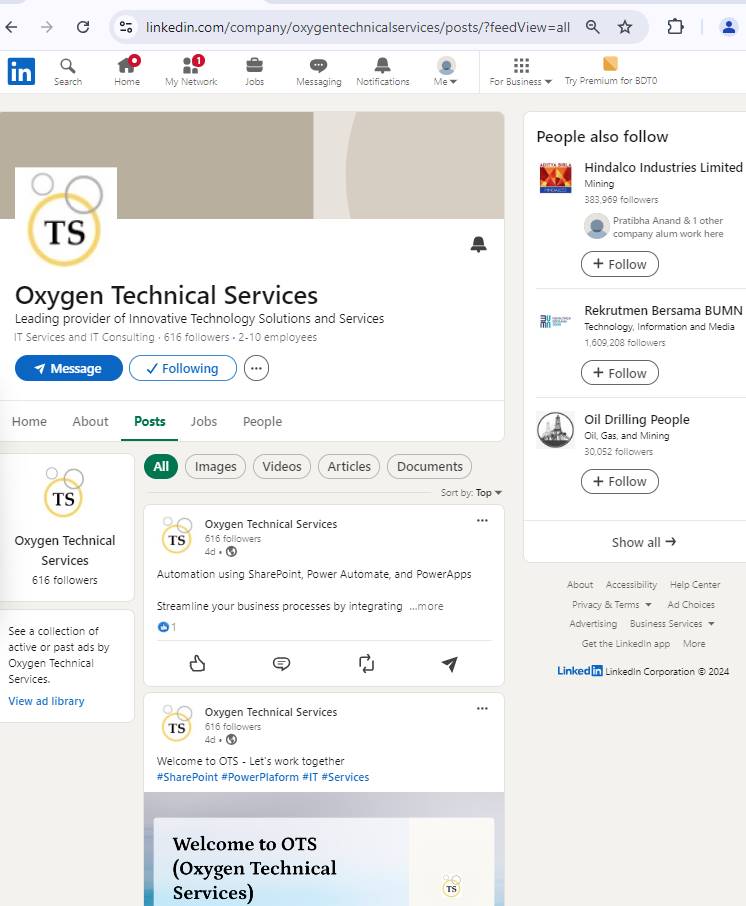 linkedin.com/company/oxygentechnicalservices/posts/?feedView=all
in
Search
Home
1
My Network
Jobs
Messaging
Notifications
Me
For Business
Try Premium for BDT0
TS
Oxygen Technical Services
Leading provider of Innovative Technology Solutions and Services
IT Services and IT Consulting · 616 followers · 2-10 employees
Message
Following
Home
About
Posts
Jobs
People
TS
Oxygen Technical
Services
616 followers
See a collection of
active or past ads by
Oxygen Technical
Services.
View ad library
All
Images
Videos
Articles
Documents
Sort by: Top
TS
Oxygen Technical Services
616 followers
4d •
Automation using SharePoint, Power Automate, and PowerApps
Streamline your business processes by integrating ...more
1
TS
Oxygen Technical Services
616 followers
4d •
Welcome to OTS - Let's work together
#SharePoint #PowerPlaform #IT #Services
Welcome to OTS
(Oxygen Technical
Services)
TS
People also follow
ADITYA BIRLA
HINDALCO
Hindalco Industries Limited
Mining
383,969 followers
Pratibha Anand & 1 other
company alum work here
+ Follow
Rekrutmen Bersama BUMN
Technology, Information and Media
1,609,208 followers
+ Follow
Oil Drilling People
Oil, Gas, and Mining
30,052 followers
+ Follow
Show all →
About Accessibility Help Center
Privacy & Terms Ad Choices
Advertising Business Services
Get the LinkedIn app More
LinkedIn LinkedIn Corporation © 2024